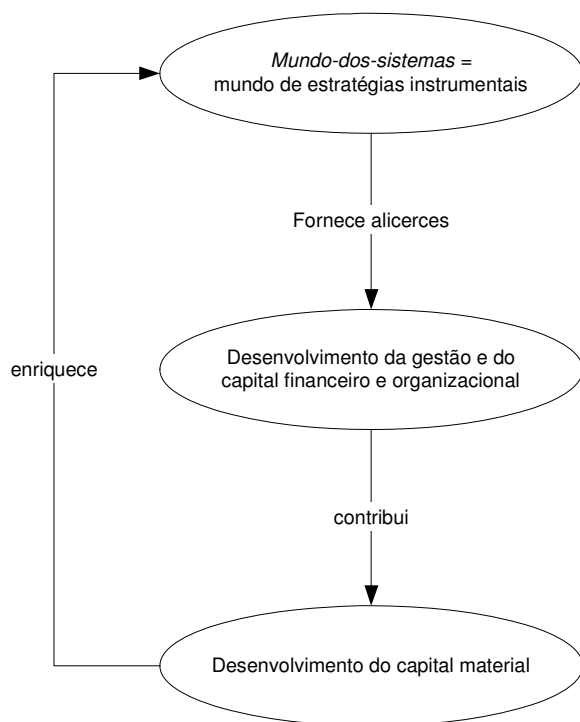 Mundo-dos-sistemas =
mundo de estratégias instrumentais
Fornece alicerces
Desenvolvimento da gestão e do
capital financeiro e organizacional
enriquece
contribui
Desenvolvimento do capital material